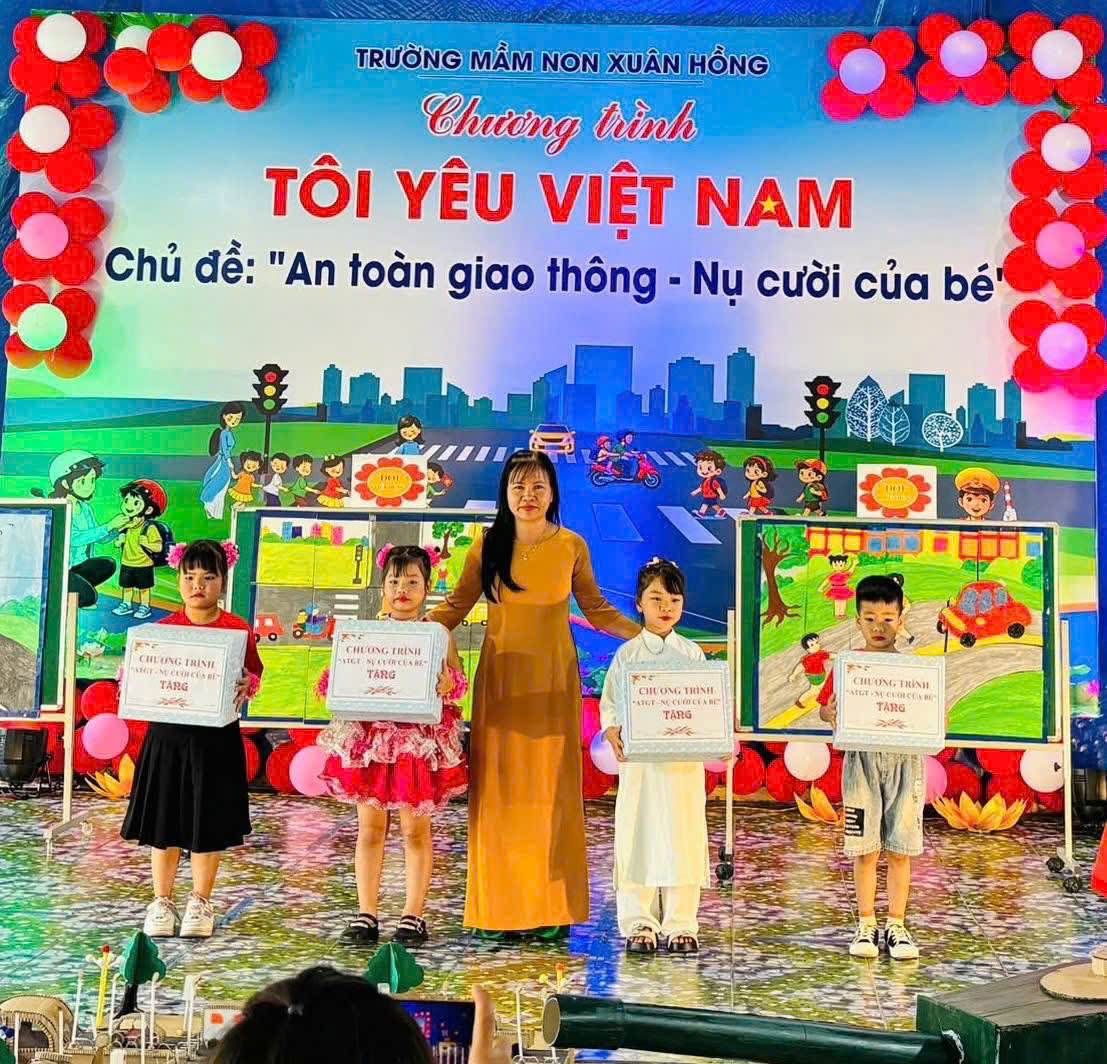 TRƯỜNG MẦM NON XUÂN HỒNG
Chương trình
TÔI YÊU VIỆT NAM
Chủ đề: "An toàn giao thông - Nụ cười của bé"
ĐỘI
ĐỘI
CHƯƠNG TRÌNH
"ATGT - NỤ CƯỜI CỦA BÉ"
TẶNG
CHƯƠNG TRÌNH
"ATGT - NỤ CƯỜI CỦA BÉ"
TẶNG
CHƯƠNG TRÌNH
"ATGT - NỤ CƯỜI CỦA BÉ"
TẶNG
CHƯƠNG TRÌNH
"ATGT - NỤ CƯỜI CỦA BÉ"
TẶNG